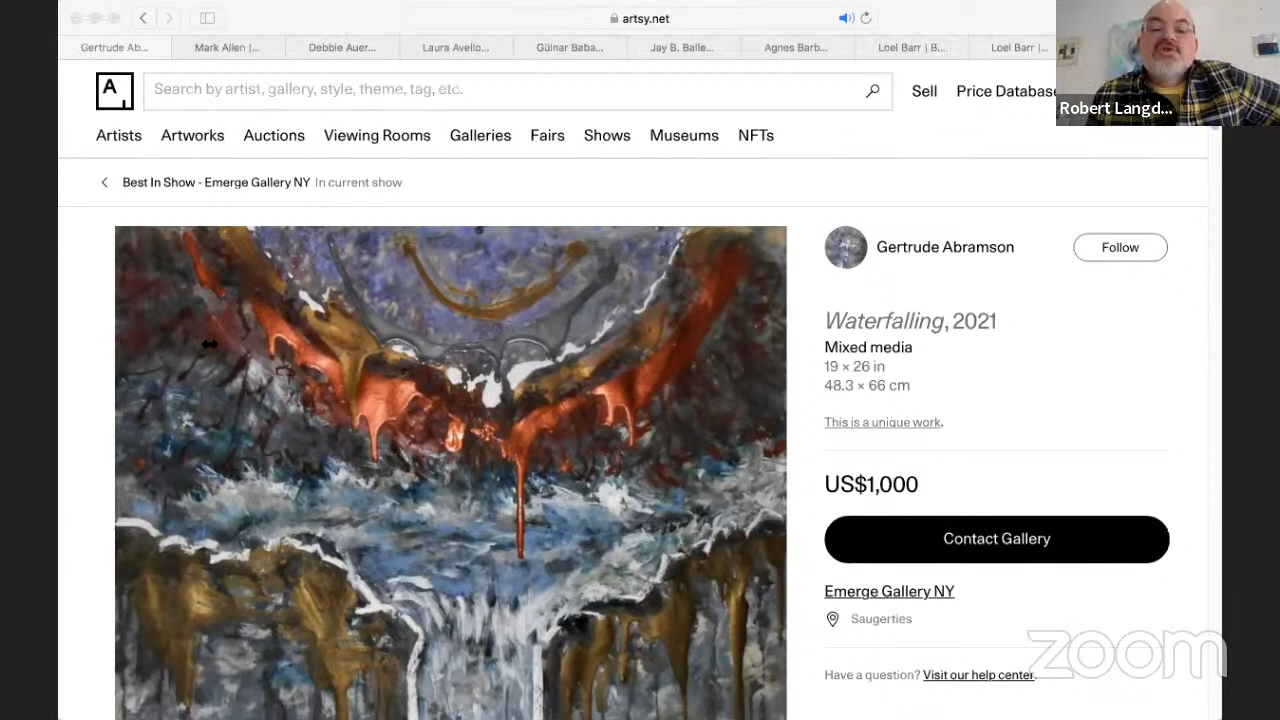 artsy.net
Gertrude Ab...
Mark Allen |...
Debbie Auer...
Laura Avello...
Gülnar Baba...
Jay B. Balle...
Agnes Barb...
Loel Barr | B...
Loel Barr |...
A
Search by artist, gallery, style, theme, tag, etc.
Sell
Price Database
Robert Langd...
Artists
Artworks
Auctions
Viewing Rooms
Galleries
Fairs
Shows
Museums
NFTs
Best In Show - Emerge Gallery NY In current show
Gertrude Abramson
Follow
Waterfalling, 2021
Mixed media
19 × 26 in
48.3 × 66 cm
This is a unique work.
US$1,000
Contact Gallery
Emerge Gallery NY
Saugerties
zoom
Have a question? Visit our help center.